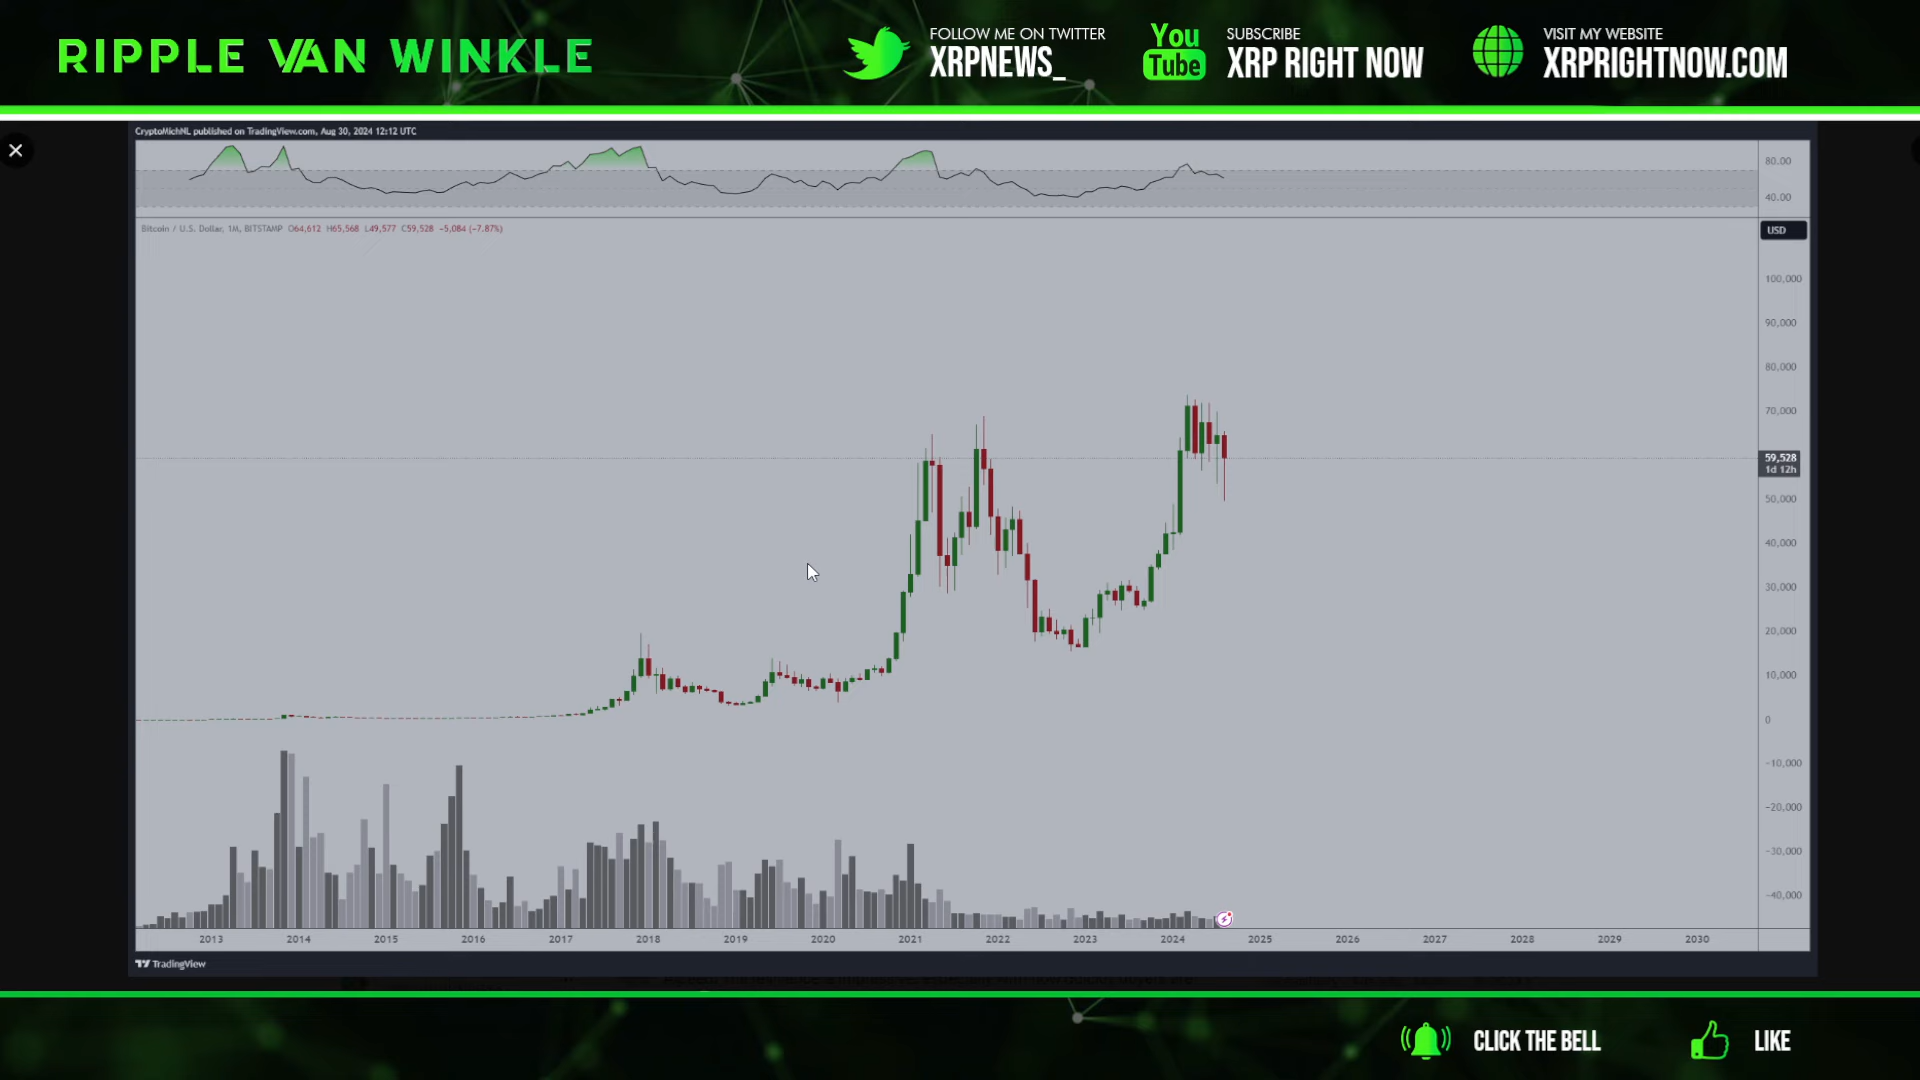 RIPPLE VAN WINKLE
FOLLOW ME ON TWITTER
XRPNEWS_
You
Tube
SUBSCRIBE
XRP RIGHT NOW
VISIT MY WEBSITE
XRPRIGHTNOW.COM
CryptoMichNL published on TradingView.com, Aug 30, 2024 12:12 UTC
80.00
40.00
Bitcoin / U.S. Dollar, 1M, BITSTAMP O64,612 H65,568 L49,577 C59,528 −5,084 (−7.87%)
USD
100,000
90,000
80,000
70,000
59,528
1d 12h
50,000
40,000
30,000
20,000
10,000
0
−10,000
−20,000
−30,000
−40,000
2013 2014 2015 2016 2017 2018 2019 2020 2021 2022 2023 2024 2025 2026 2027 2028 2029 2030
TradingView
CLICK THE BELL
LIKE